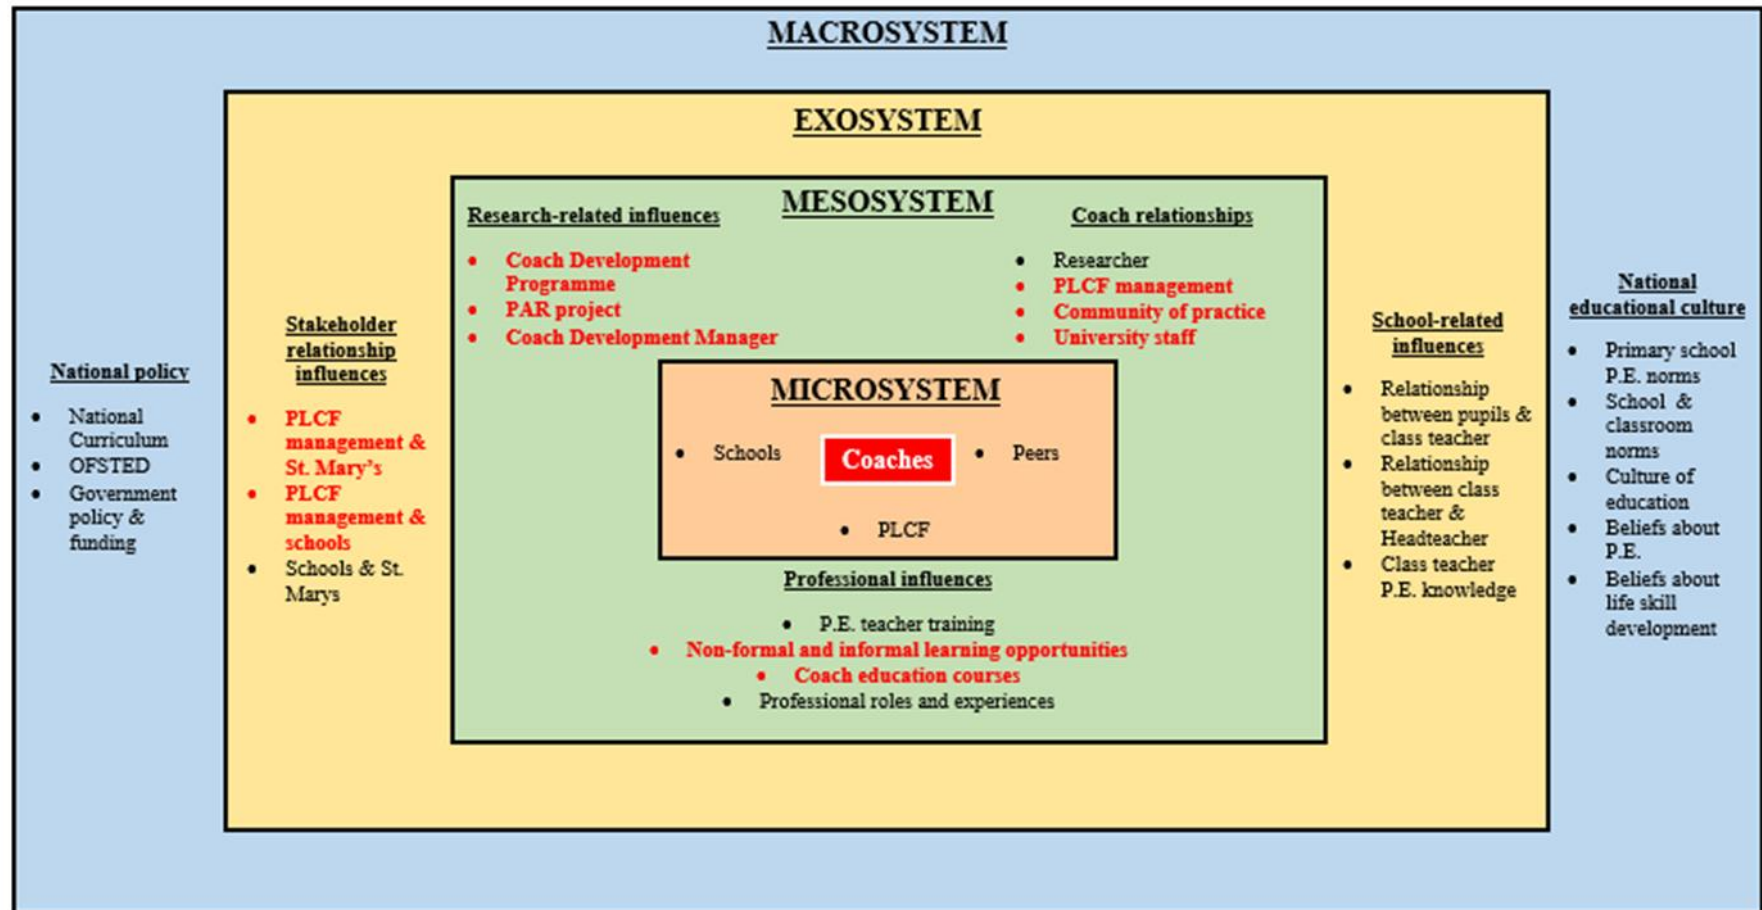 MACROSYSTEM
National policy
• National
Curriculum
• OFSTED
• Government
policy &
funding
EXOSYSTEM
Stakeholder
relationship
influences
• PLCF
management &
St. Mary's
• PLCF
management &
schools
• Schools & St.
Marys
MESOSYSTEM
Research-related influences
• Coach Development
Programme
• PAR project
• Coach Development Manager
Coach relationships
• Researcher
• PLCF management
• Community of practice
• University staff
MICROSYSTEM
• Schools
Coaches
• Peers
• PLCF
Professional influences
• P.E. teacher training
• Non-formal and informal learning opportunities
• Coach education courses
• Professional roles and experiences
School-related
influences
• Relationship
between pupils &
class teacher
• Relationship
between class
teacher &
Headteacher
• Class teacher
P.E. knowledge
National
educational culture
• Primary school
P.E. norms
• School &
classroom
norms
• Culture of
education
• Beliefs about
P.E.
• Beliefs about
life skill
development